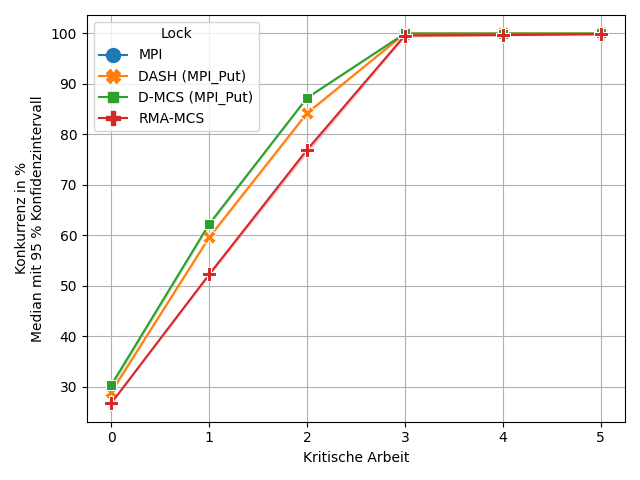 Lock
MPI
DASH (MPI_Put)
D-MCS (MPI_Put)
RMA-MCS
Konkurrenz in %
Median mit 95 % Konfidenzintervall
100
90
80
70
60
50
40
30
0 1 2 3 4 5
Kritische Arbeit